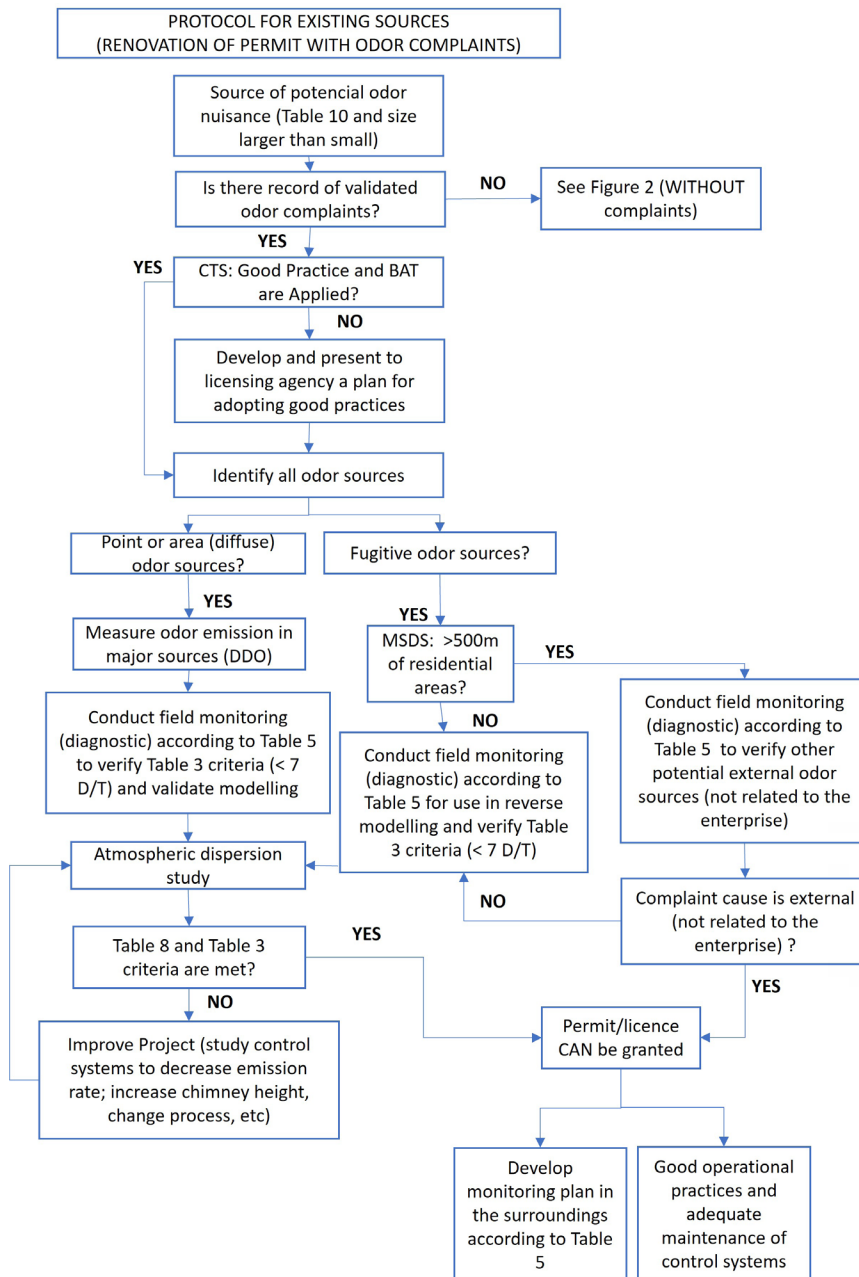 PROTOCOL FOR EXISTING SOURCES
(RENOVATION OF PERMIT WITH ODOR COMPLAINTS)
Source of potencial odor
nuisance (Table 10 and size
larger than small)
Is there record of validated
odor complaints?
NO
See Figure 2 (WITHOUT
complaints)
YES
YES
CTS: Good Practice and BAT
are Applied?
NO
Develop and present to
licensing agency a plan for
adopting good practices
Identify all odor sources
Point or area (diffuse)
odor sources?
Fugitive odor sources?
YES
YES
Measure odor emission in
major sources (DDO)
MSDS: >500m
of residential
areas?
YES
NO
Conduct field monitoring
(diagnostic) according to Table 5
to verify Table 3 criteria (< 7
D/T) and validate modelling
Conduct field monitoring
(diagnostic) according to
Table 5 for use in reverse
modelling and verify Table
3 criteria (< 7 D/T)
Conduct field monitoring
(diagnostic) according to
Table 5 to verify other
potential external odor
sources (not related to the
enterprise)
Atmospheric dispersion
study
NO
Complaint cause is external
(not related to the
enterprise) ?
Table 8 and Table 3
criteria are met?
YES
YES
NO
Improve Project (study control
systems to decrease emission
rate; increase chimney height,
change process, etc)
Permit/licence
CAN be granted
Develop
monitoring plan in
the surroundings
according to Table
5
Good operational
practices and
adequate
maintenance of
control systems